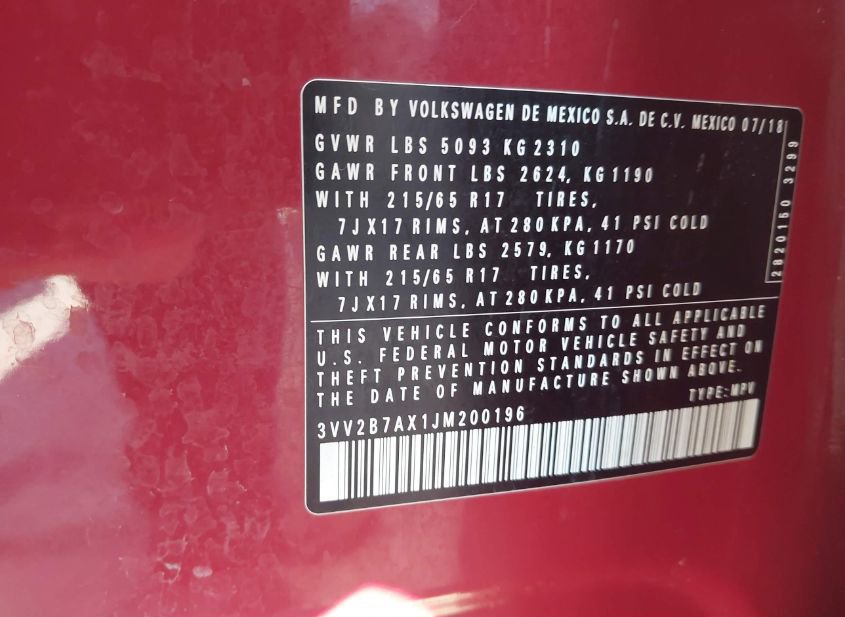 MFD BY VOLKSWAGEN DE MEXICO S.A. DE C.V. MEXICO 07/18
GVWR LBS 5093 KG 2310
GAWR FRONT LBS 2624, KG 1190
WITH 215/65 R17 TIRES,
7JX17 RIMS, AT 280 KPA, 41 PSI COLD
GAWR REAR LBS 2579, KG 1170
WITH 215/65 R17 TIRES,
7JX17 RIMS, AT 280 KPA, 41 PSI COLD
2820150 3299
THIS VEHICLE CONFORMS TO ALL APPLICABLE
U.S. FEDERAL MOTOR VEHICLE SAFETY AND
THEFT PREVENTION STANDARDS IN EFFECT ON
THE DATE OF MANUFACTURE SHOWN ABOVE.
TYPE:MPV
3VV2B7AX1JM200196